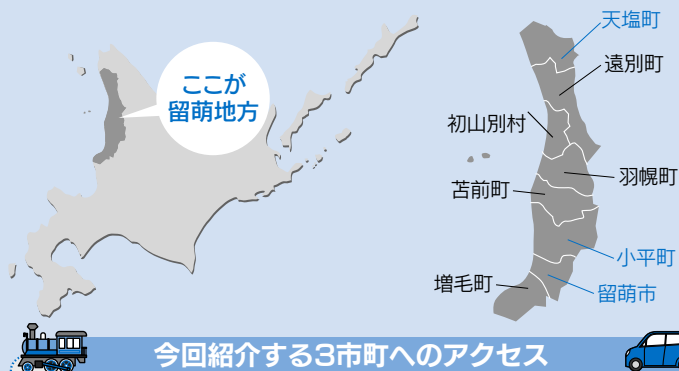 ここが
留萌地方
天塩町
遠別町
初山別村
羽幌町
苫前町
小平町
増毛町
留萌市
今回紹介する3市町へのアクセス